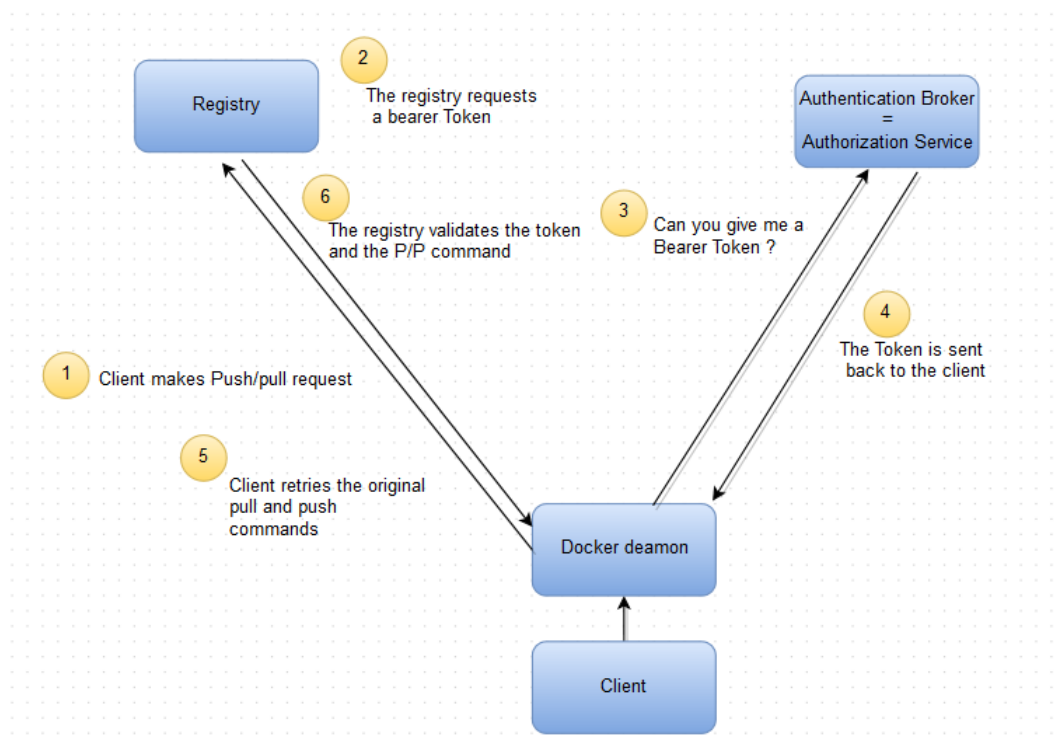 2
The registry requests
a bearer Token
Registry
Authentication Broker
=
Authorization Service
6
The registry validates the token
and the P/P command
3
Can you give me a
Bearer Token ?
4
The Token is sent
back to the client
1
Client makes Push/pull request
5
Client retries the original
pull and push
commands
Docker deamon
Client